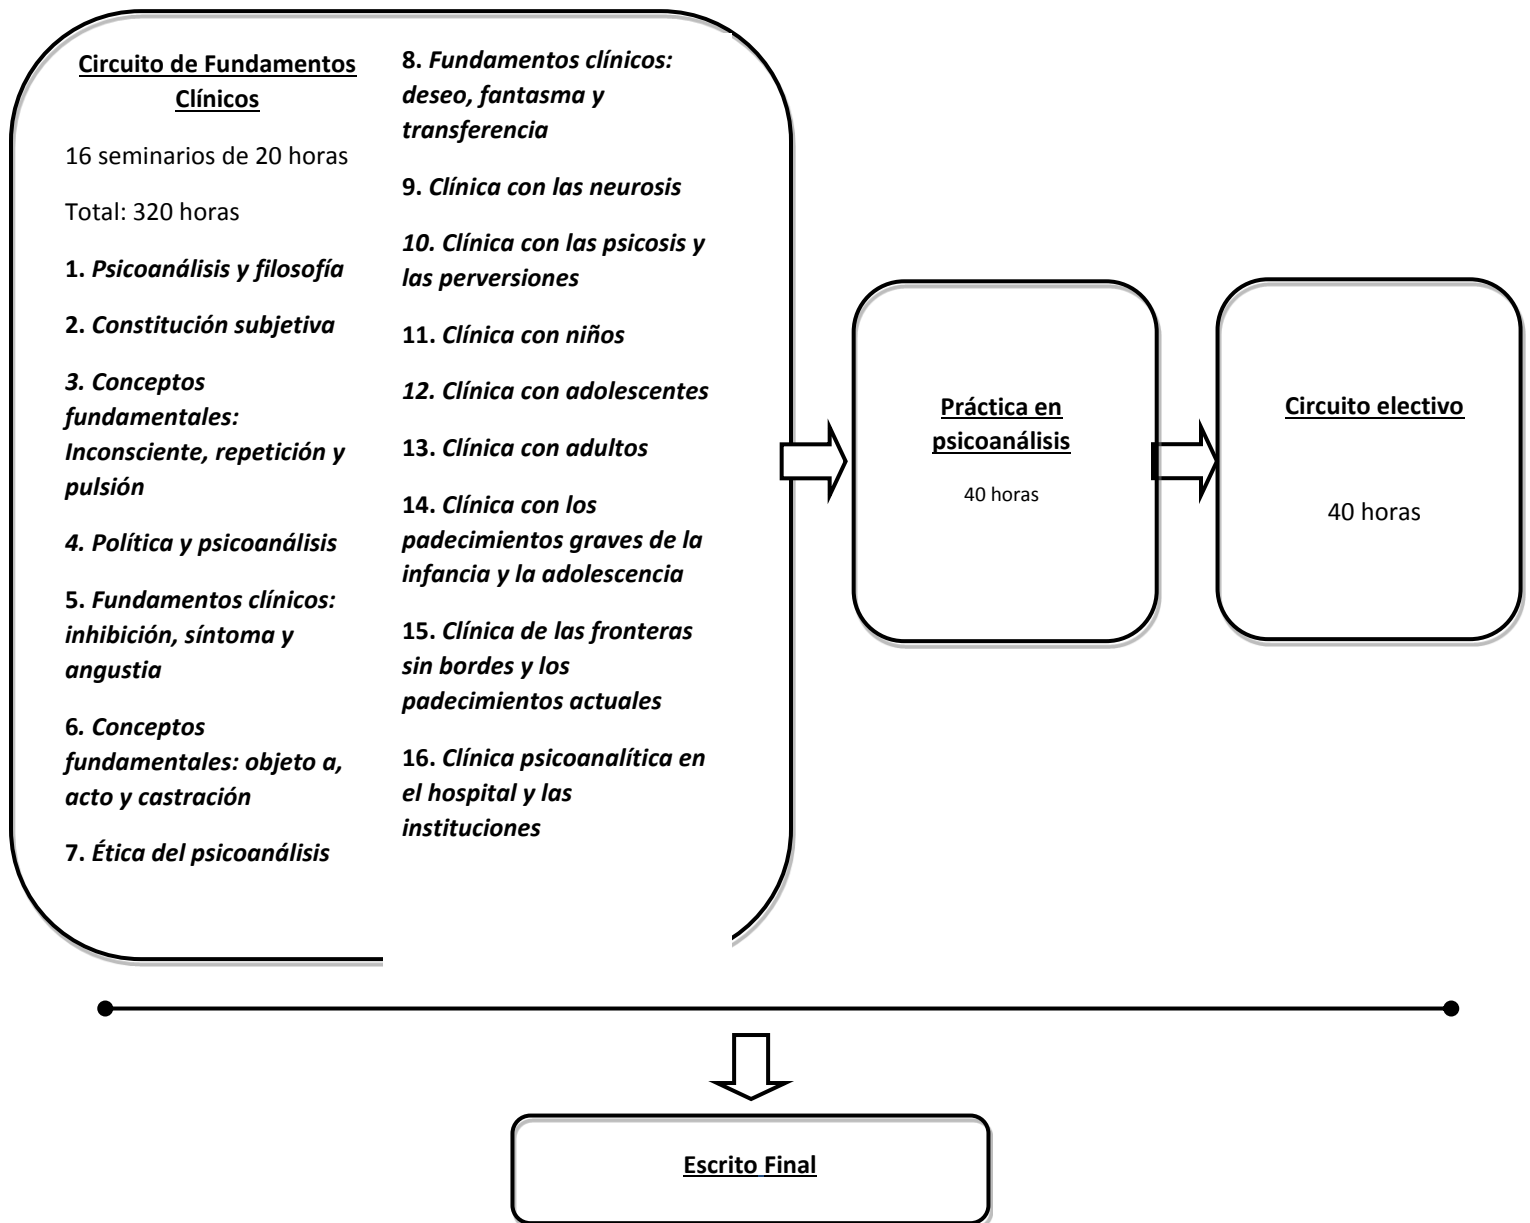 Circuito de Fundamentos
Clínicos
16 seminarios de 20 horas
Total: 320 horas
1. Psicoanálisis y filosofía
2. Constitución subjetiva
3. Conceptos
fundamentales:
Inconsciente, repetición y
pulsión
4. Política y psicoanálisis
5. Fundamentos clínicos:
inhibición, síntoma y
angustia
6. Conceptos
fundamentales: objeto a,
acto y castración
7. Ética del psicoanálisis
8. Fundamentos clínicos:
deseo, fantasma y
transferencia
9. Clínica con las neurosis
10. Clínica con las psicosis y
las perversiones
11. Clínica con niños
12. Clínica con adolescentes
13. Clínica con adultos
14. Clínica con los
padecimientos graves de la
infancia y la adolescencia
15. Clínica de las fronteras
sin bordes y los
padecimientos actuales
16. Clínica psicoanalítica en
el hospital y las
instituciones
Práctica en
psicoanálisis
40 horas
Circuito electivo
40 horas
Escrito Final